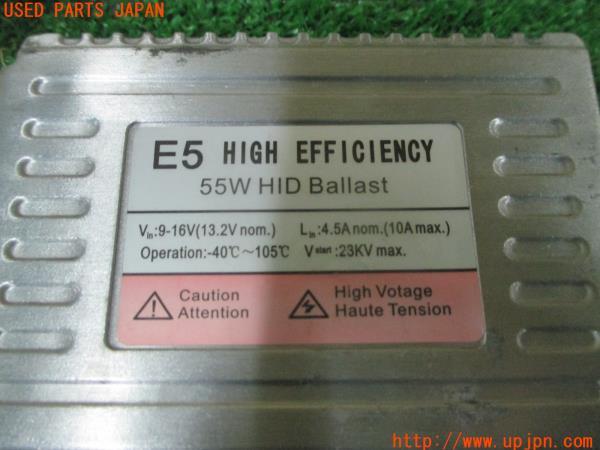 USED PARTS JAPAN
E5 HIGH EFFICIENCY
55W HID Ballast
Vin:9-16V(13.2V nom.) Lin:4.5A nom.(10A max.)
Operation:-40℃～105℃ Vstart:23KV max.
Caution High Votage
Attention Haute Tension
http://www.upjpn.com